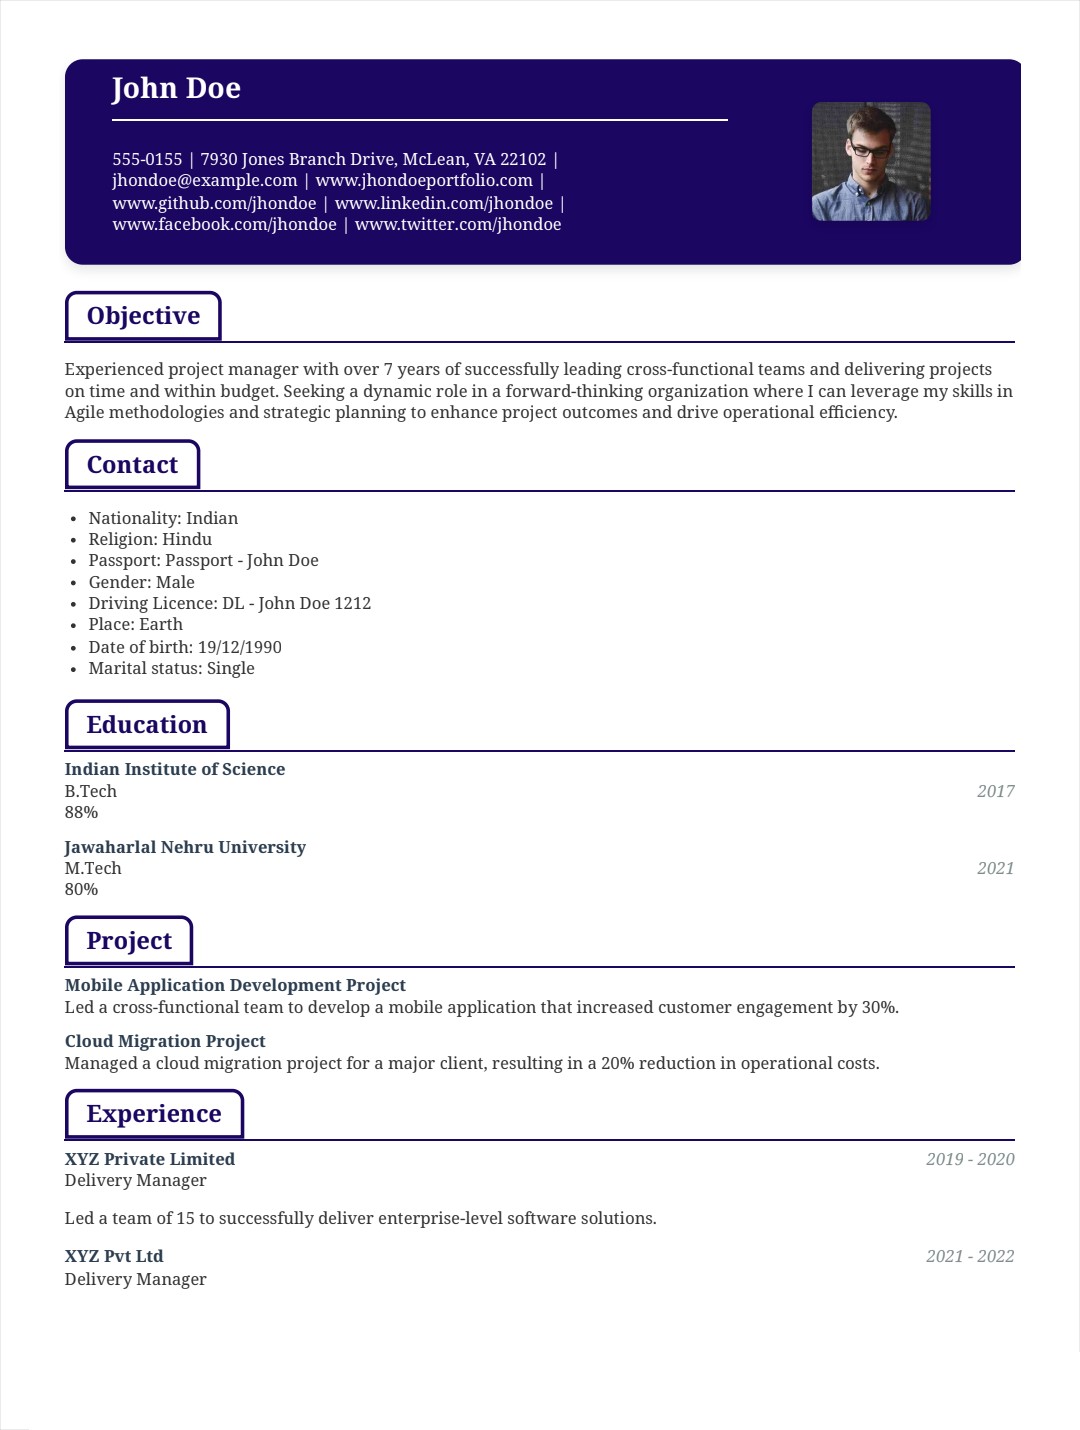 John Doe
555-0155 | 7930 Jones Branch Drive, McLean, VA 22102 |
jhondoe@example.com | www.jhondoeportfolio.com |
www.github.com/jhondoe | www.linkedin.com/jhondoe |
www.facebook.com/jhondoe | www.twitter.com/jhondoe
Objective
Experienced project manager with over 7 years of successfully leading cross-functional teams and delivering projects
on time and within budget. Seeking a dynamic role in a forward-thinking organization where I can leverage my skills in
Agile methodologies and strategic planning to enhance project outcomes and drive operational efficiency.
Contact
• Nationality: Indian
• Religion: Hindu
• Passport: Passport - John Doe
• Gender: Male
• Driving Licence: DL - John Doe 1212
• Place: Earth
• Date of birth: 19/12/1990
• Marital status: Single
Education
Indian Institute of Science
B.Tech 2017
88%
Jawaharlal Nehru University
M.Tech 2021
80%
Project
Mobile Application Development Project
Led a cross-functional team to develop a mobile application that increased customer engagement by 30%.
Cloud Migration Project
Managed a cloud migration project for a major client, resulting in a 20% reduction in operational costs.
Experience
XYZ Private Limited 2019 - 2020
Delivery Manager
Led a team of 15 to successfully deliver enterprise-level software solutions.
XYZ Pvt Ltd 2021 - 2022
Delivery Manager